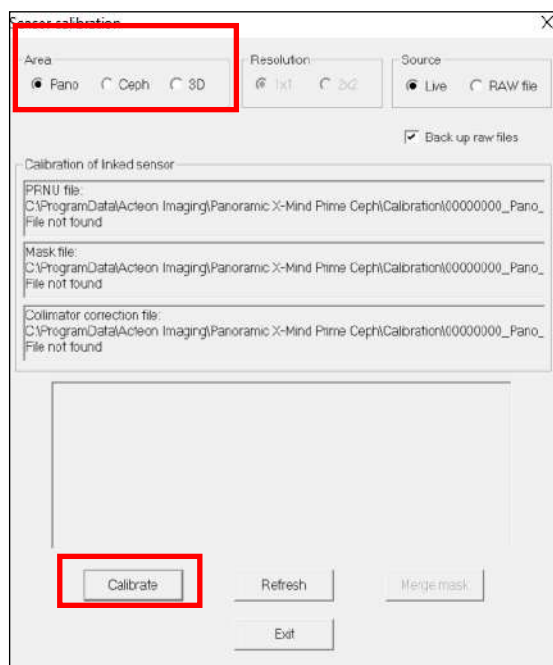 Sensor calibration
Area
Pano
Ceph
3D
Resolution
1x1
2x2
Source
Live
RAW file
Back up raw files
Calibration of linked sensor
PRNU file:
C:\ProgramData\Acteon Imaging\Panoramic X-Mind Prime Ceph\Calibration\00000000_Pano_
File not found
Mask file:
C:\ProgramData\Acteon Imaging\Panoramic X-Mind Prime Ceph\Calibration\00000000_Pano_
File not found
Collimator correction file:
C:\ProgramData\Acteon Imaging\Panoramic X-Mind Prime Ceph\Calibration\00000000_Pano_
File not found
Calibrate
Refresh
Merge mask
Exit